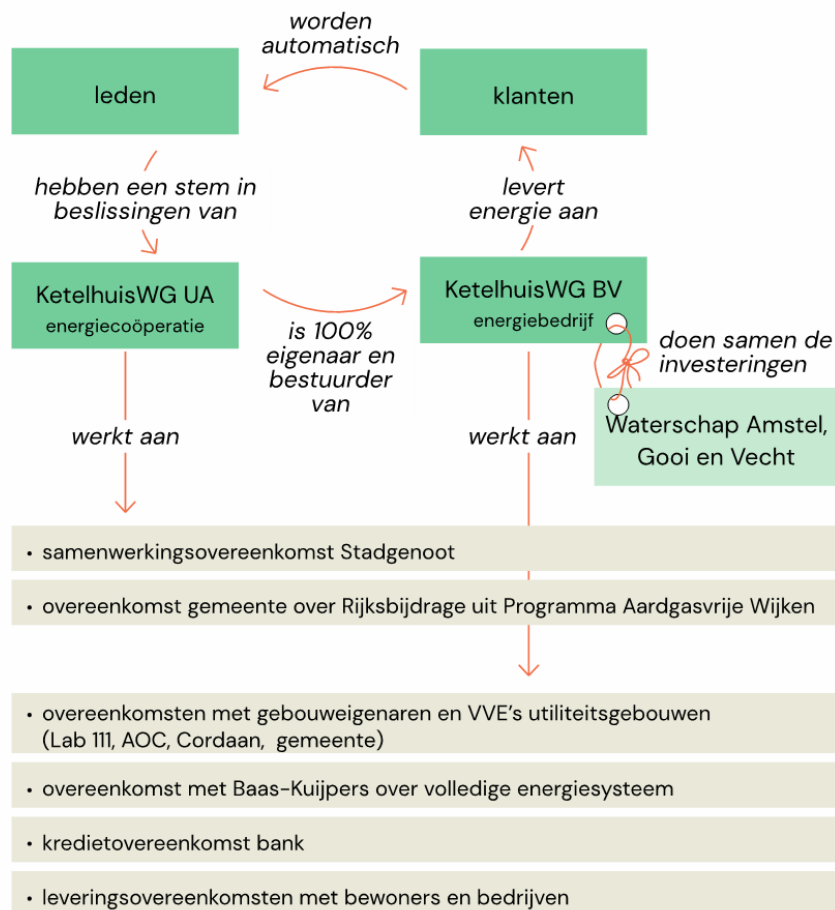 worden
automatisch
leden
klanten
hebben een stem in
beslissingen van
levert
energie aan
KetelhuisWG UA
energiecoöperatie
KetelhuisWG BV
energiebedrijf
is 100%
eigenaar en
bestuurder
van
doen samen de
investeringen
Waterschap Amstel,
Gooi en Vecht
werkt aan
werkt aan
• samenwerkingsovereenkomst Stadgenoot
• overeenkomst gemeente over Rijksbijdrage uit Programma Aardgasvrije Wijken
• overeenkomsten met gebouweigenaren en VVE's utiliteitsgebouwen
(Lab 111, AOC, Cordaan, gemeente)
• overeenkomst met Baas-Kuijpers over volledige energiesysteem
• kredietovereenkomst bank
• leveringsovereenkomsten met bewoners en bedrijven